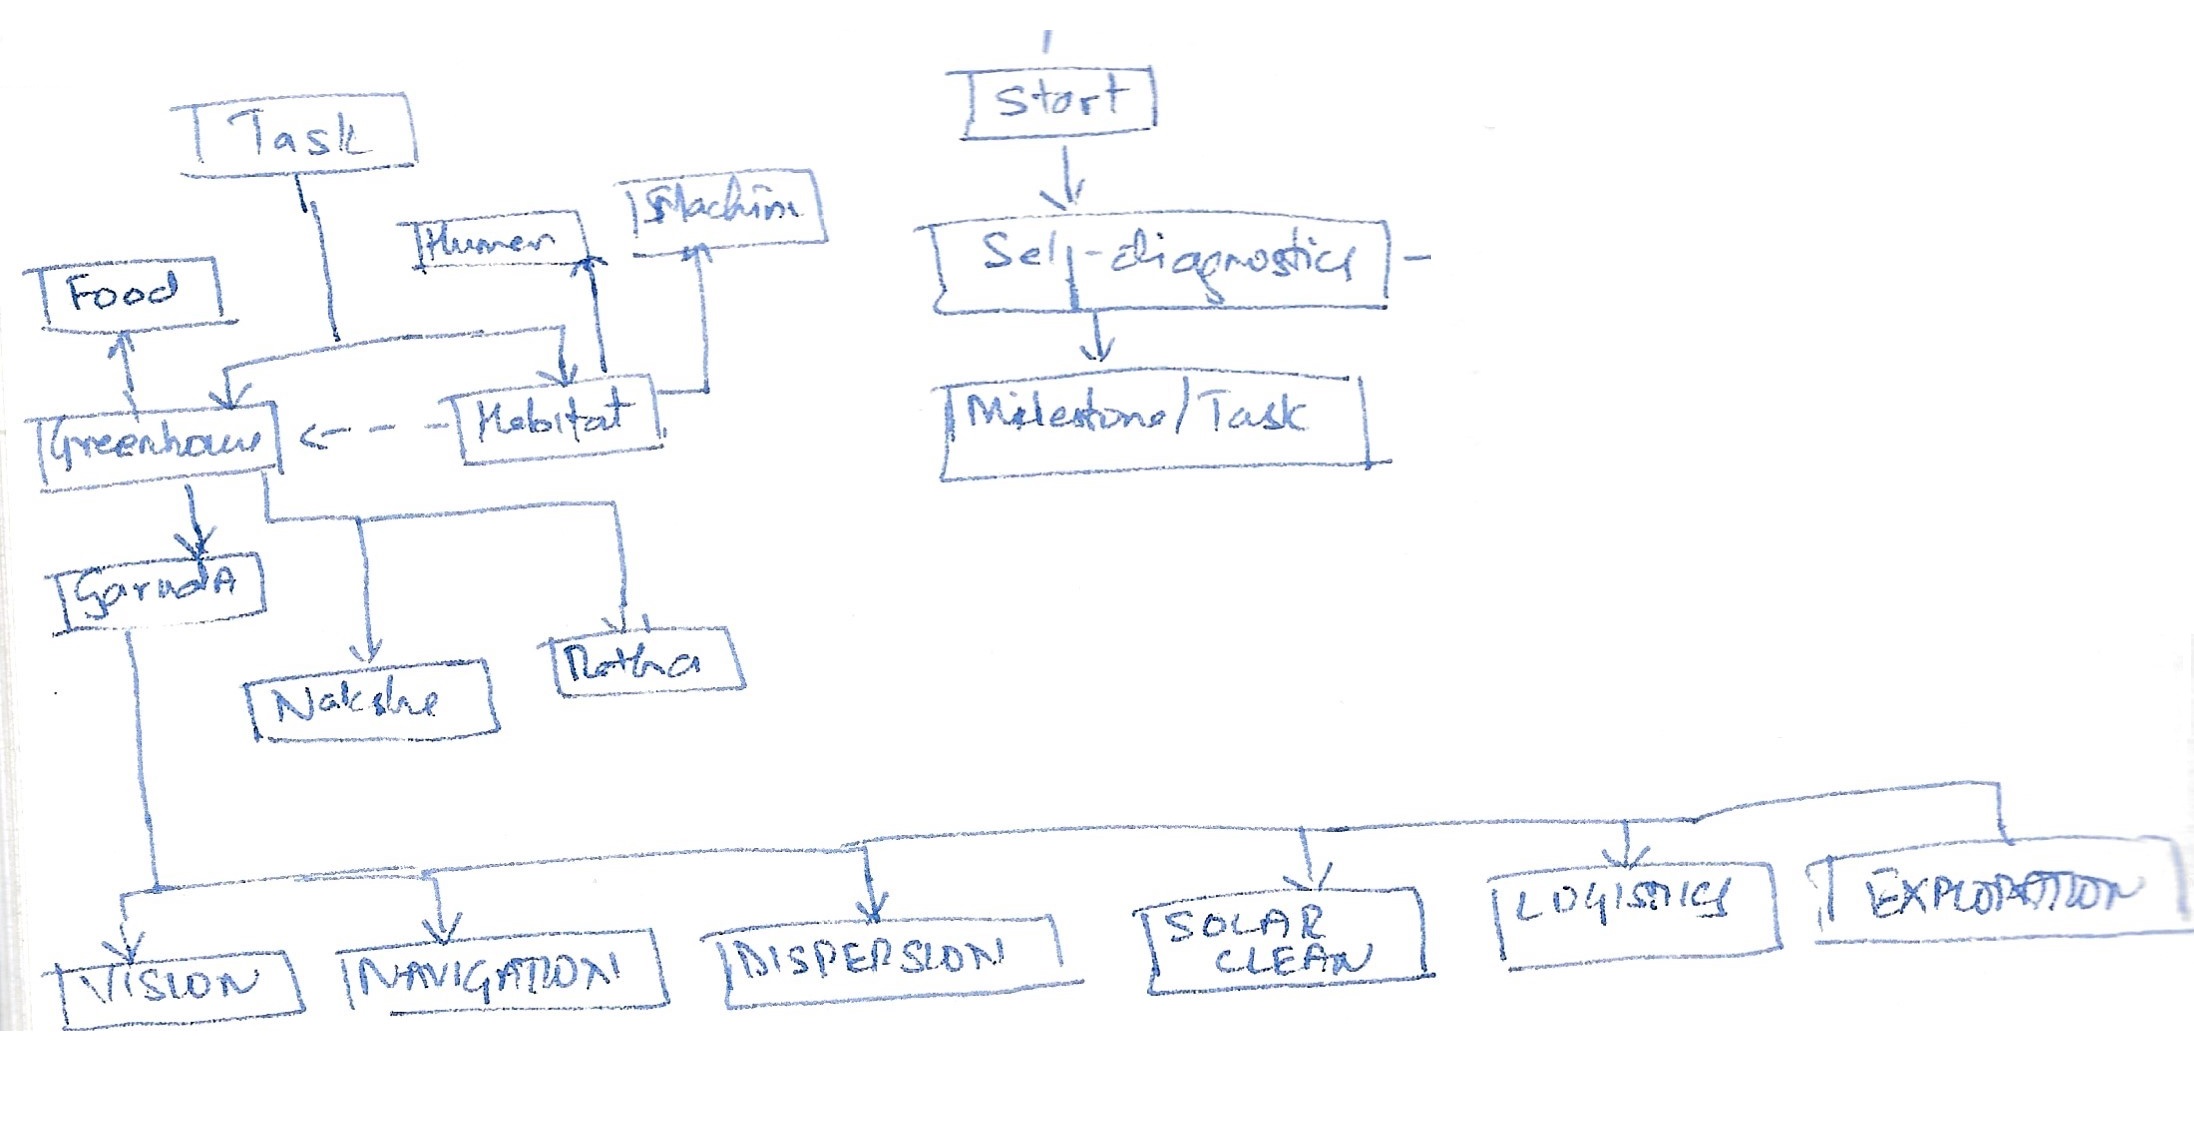 Start
Task
Machine
Human
Self-diagnostics
Food
Milestone/Task
Habitat
Greenhouse
GarudA
Ratha
Nakshe
EXPLORATION
LOGISTICS
SOLAR
CLEAN
DISPERSION
NAVIGATION
VISION